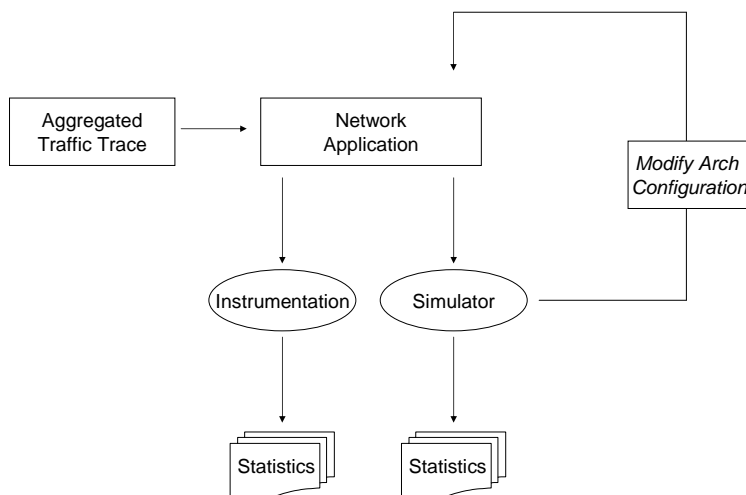 Aggregated
Traffic Trace
Network
Application
Modify Arch
Configuration
Instrumentation
Simulator
Statistics
Statistics